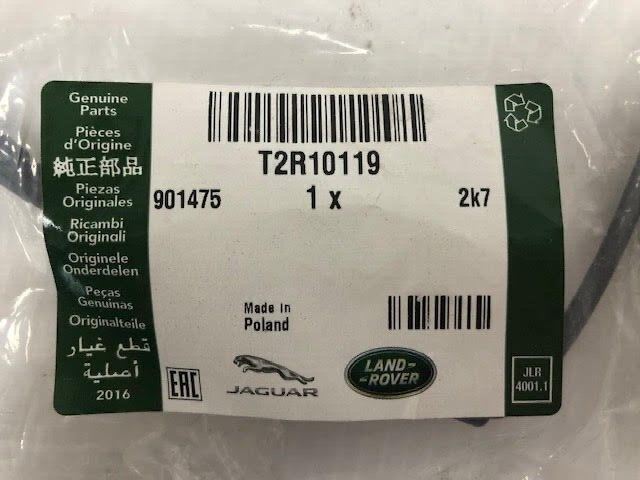 Genuine
Parts
Pièces
d'Origine
純正部品
Piezas
Originales
Ricambi
Originali
Originele
Onderdelen
Peças
Genuinas
Originalteile
قطع غيار
أصلية
2016
T2R10119
901475
1 x
2k7
Made in
Poland
EAC
JAGUAR
LAND-
-ROVER
JLR
4001.1